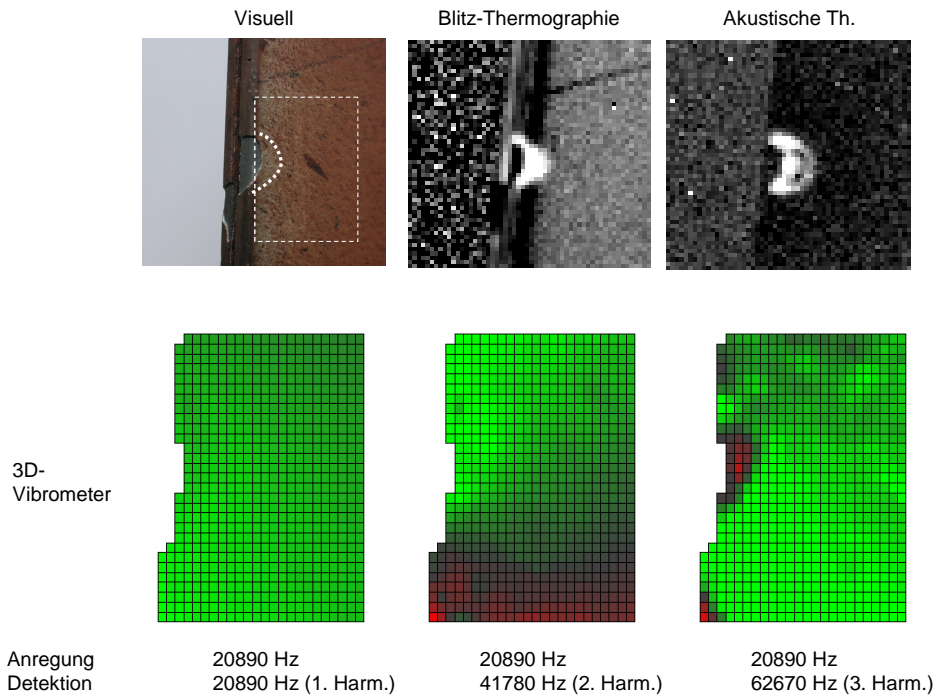 Visuell
Blitz-Thermographie
Akustische Th.
3D-
Vibrometer
Anregung 20890 Hz 20890 Hz 20890 Hz
Detektion 20890 Hz (1. Harm.) 41780 Hz (2. Harm.) 62670 Hz (3. Harm.)